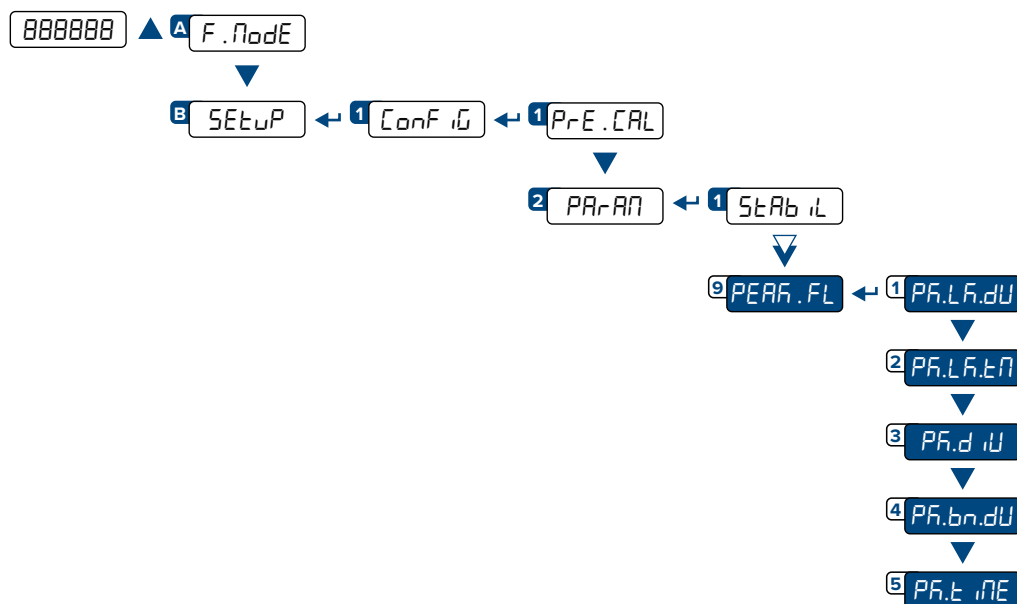 888888 A F.ModE
B SEtuP 1 ConFiG 1 PrE.CAL
2 PArAM 1 StAbiL
9 PEAK.FL 1 PK.LK.dU
2 PK.LK.tM
3 PK.diU
4 PK.bn.dU
5 PK.tiME